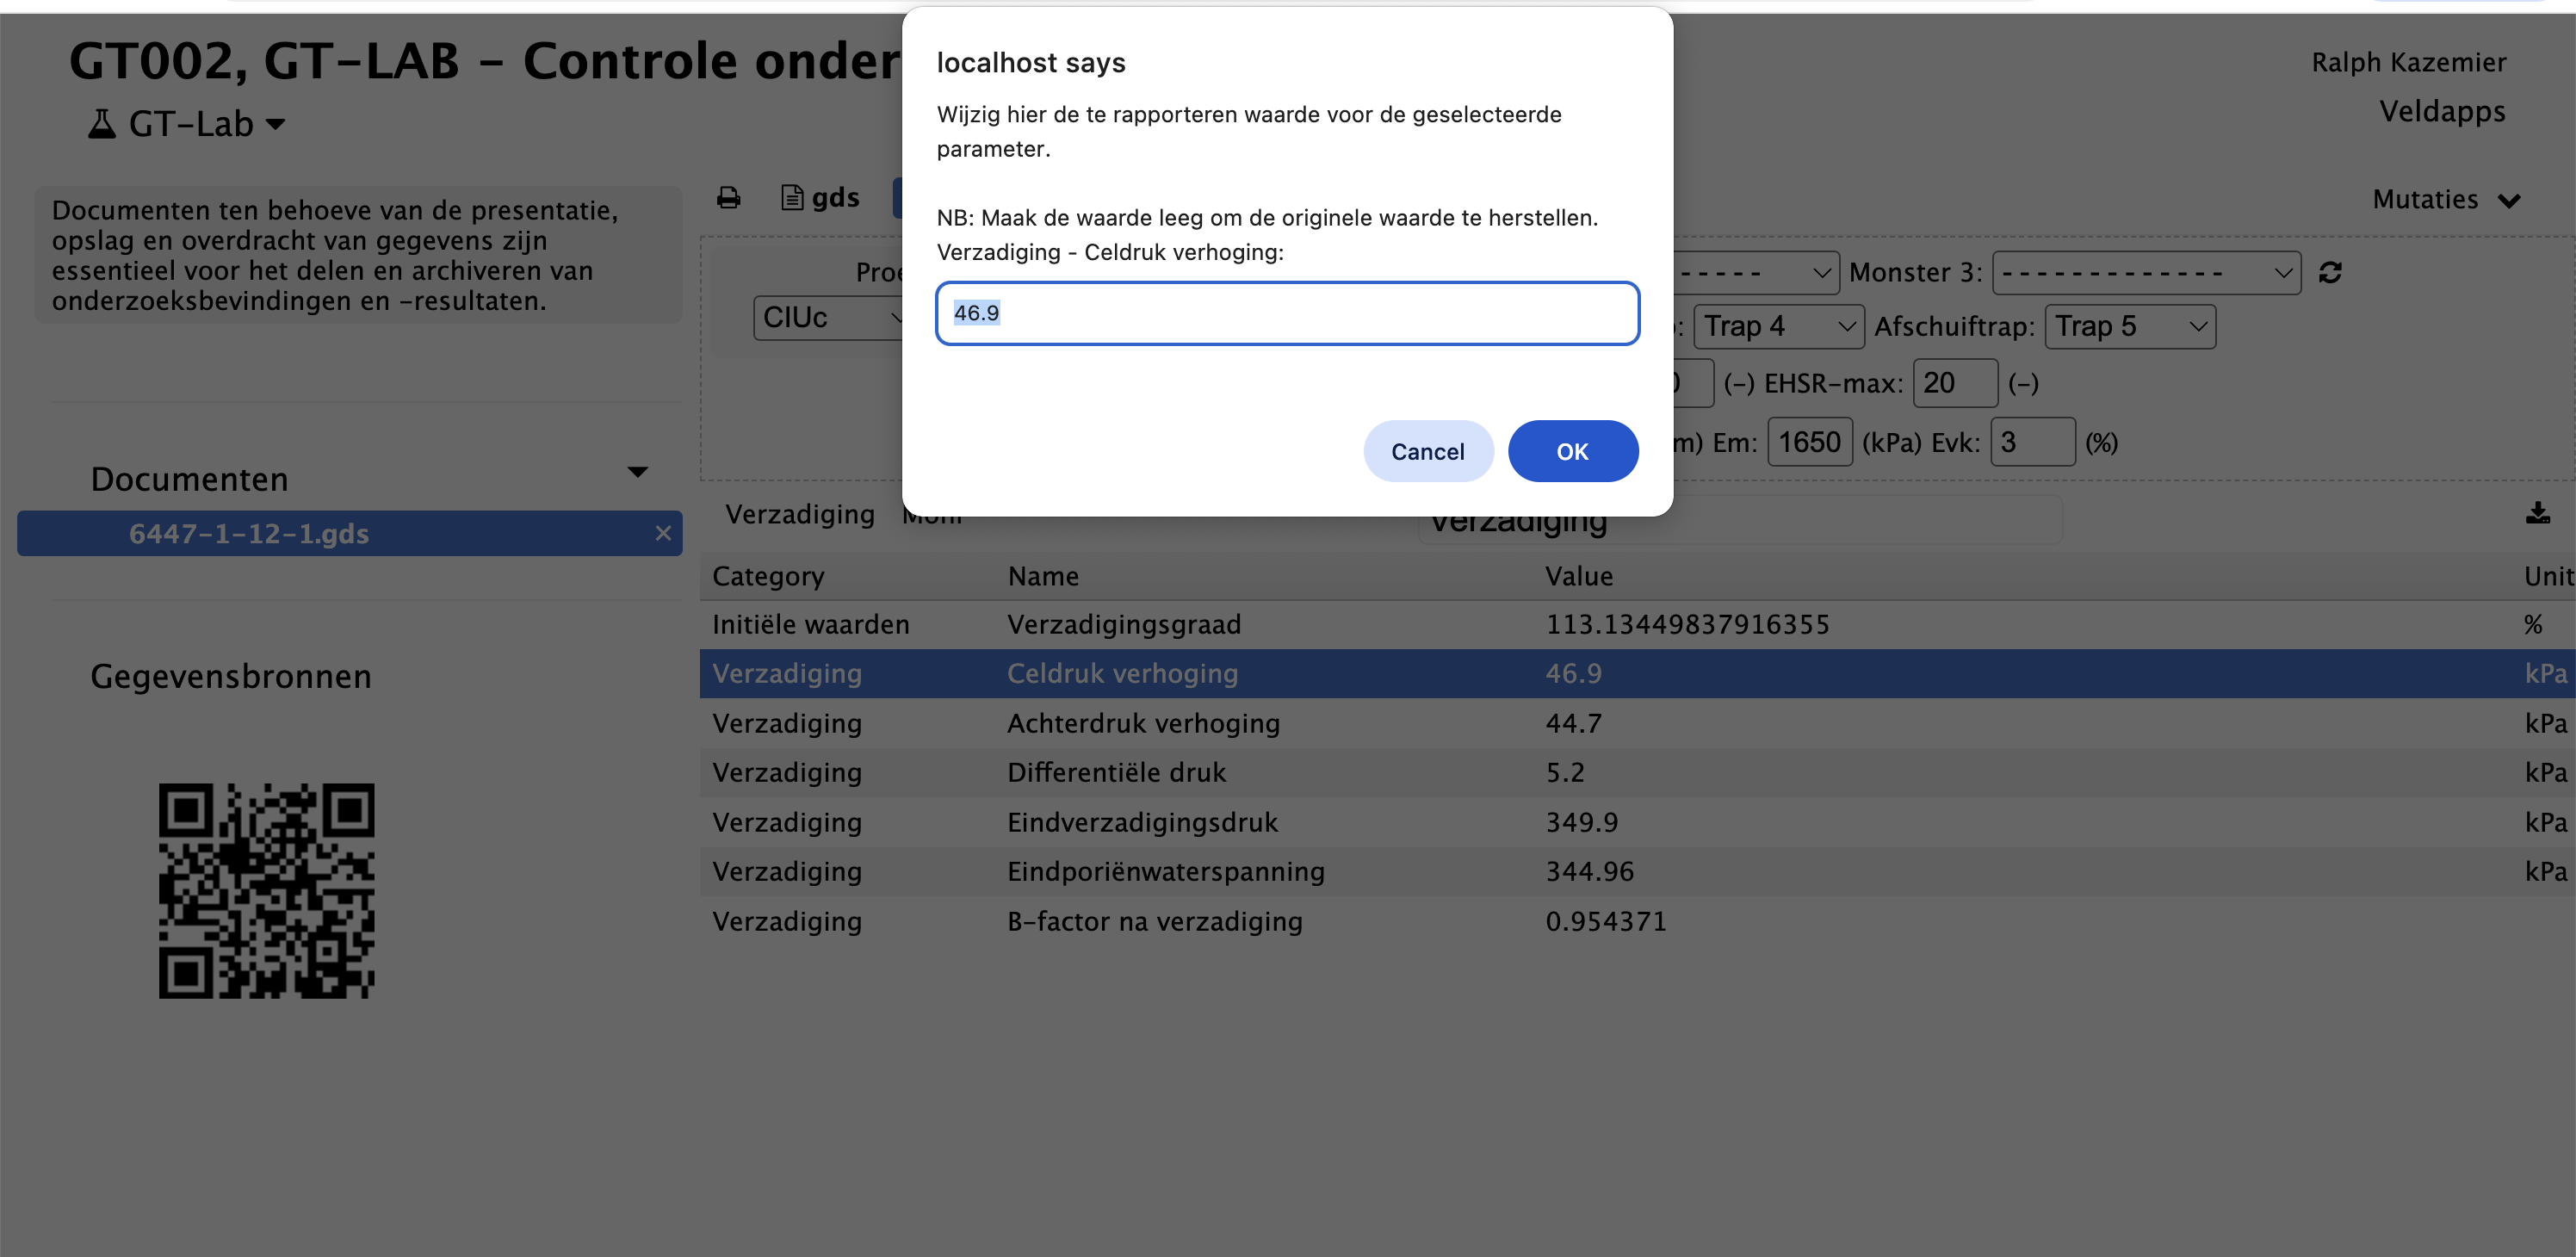 GT002, GT-LAB - Controle onder
GT-Lab
Ralph Kazemier
Veldapps
localhost says
Wijzig hier de te rapporteren waarde voor de geselecteerde
parameter.
NB: Maak de waarde leeg om de originele waarde te herstellen.
Verzadiging - Celdruk verhoging:
46.9
Cancel
OK
Documenten ten behoeve van de presentatie,
opslag en overdracht van gegevens zijn
essentieel voor het delen en archiveren van
onderzoeksbevindingen en -resultaten.
Documenten
6447-1-12-1.gds
Gegevensbronnen
gds
Mutaties
CIUc
- - - - - Monster 3: - - - - - - - - - - - - -
Trap 4 Afschuiftrap: Trap 5
(-) EHSR-max: 20 (-)
Em: 1650 (kPa) Evk: 3 (%)
Verzadiging
verzadiging
Category Name Value Unit
Initiële waarden Verzadigingsgraad 113.13449837916355 %
Verzadiging Celdruk verhoging 46.9 kPa
Verzadiging Achterdruk verhoging 44.7 kPa
Verzadiging Differentiële druk 5.2 kPa
Verzadiging Eindverzadigingsdruk 349.9 kPa
Verzadiging Eindporiënwaterspanning 344.96 kPa
Verzadiging B-factor na verzadiging 0.954371